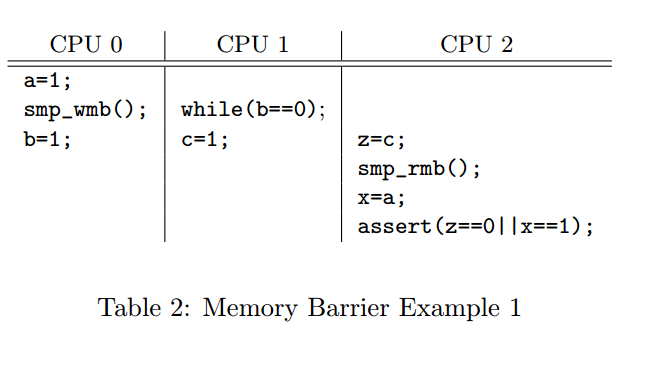 CPU 0 CPU 1 CPU 2
a=1;
smp_wmb(); while(b==0);
b=1; c=1; z=c;
smp_rmb();
x=a;
assert(z==0||x==1);
Table 2: Memory Barrier Example 1